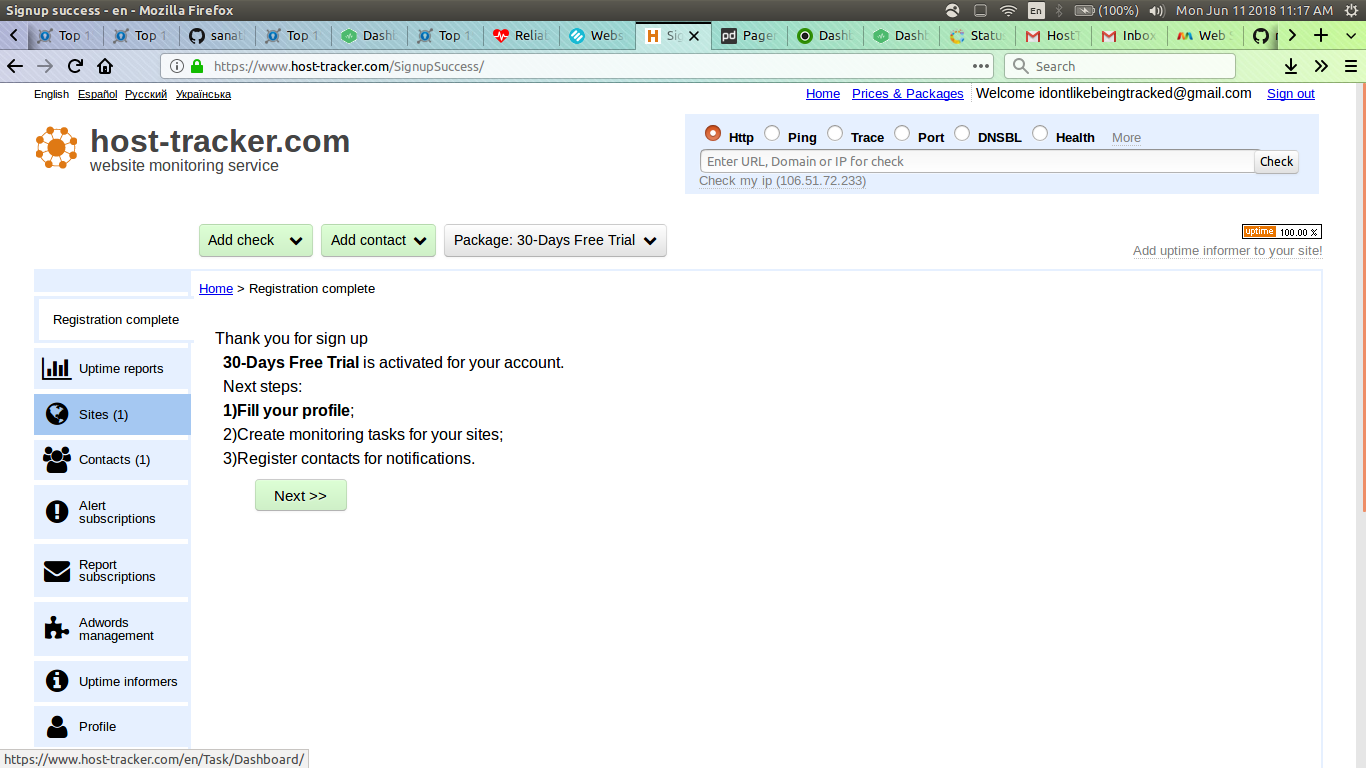 Signup success - en - Mozilla Firefox
En (100%) Mon Jun 11 2018 11:17 AM
Top 1 Top 1 sanat Top 1 Dashb Top 1 Reliab Webs Sig Pager Dashb Dashb Status HostT Inbox Web S
https://www.host-tracker.com/SignupSuccess/
Search
English Español Русский Українська
Home Prices & Packages Welcome idontlikebeingtracked@gmail.com Sign out
host-tracker.com
website monitoring service
Http Ping Trace Port DNSBL Health More
Enter URL, Domain or IP for check Check
Check my ip (106.51.72.233)
Add check Add contact Package: 30-Days Free Trial
uptime 100.00 %
Add uptime informer to your site!
Home > Registration complete
Registration complete
Uptime reports
Sites (1)
Contacts (1)
Alert
subscriptions
Report
subscriptions
Adwords
management
Uptime informers
Profile
Thank you for sign up
30-Days Free Trial is activated for your account.
Next steps:
1)Fill your profile;
2)Create monitoring tasks for your sites;
3)Register contacts for notifications.
Next >>
https://www.host-tracker.com/en/Task/Dashboard/